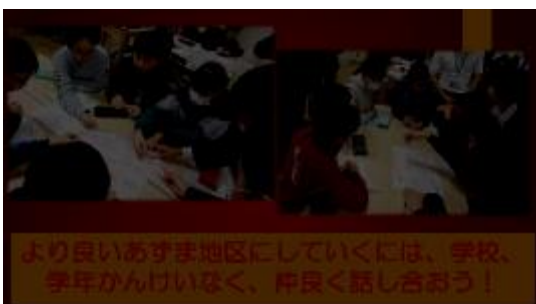 より良いあずま地区にしていくには、学校、
学年かんけいなく、仲良く話し合おう！